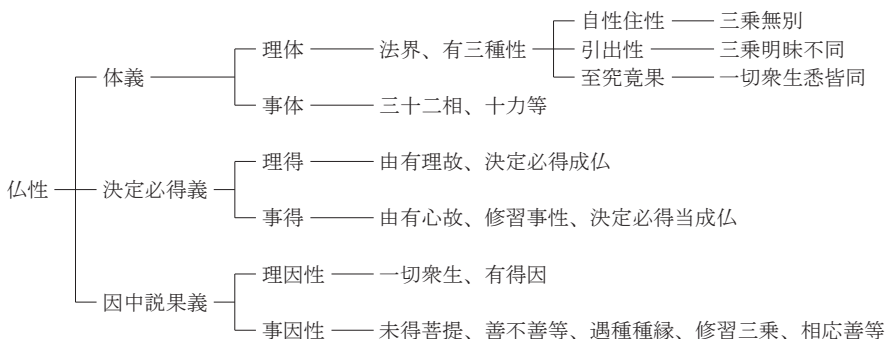 自性住性 三乗無別
理体 法界、有三種性 引出性 三乗明昧不同
体義 至究竟果 一切衆生悉皆同
事体 三十二相、十力等
理得 由有理故、決定必得成仏
仏性 決定必得義
事得 由有心故、修習事性、決定必得当成仏
理因性 一切衆生、有得因
因中説果義
事因性 未得菩提、善不善等、遇種種縁、修習三乗、相応善等